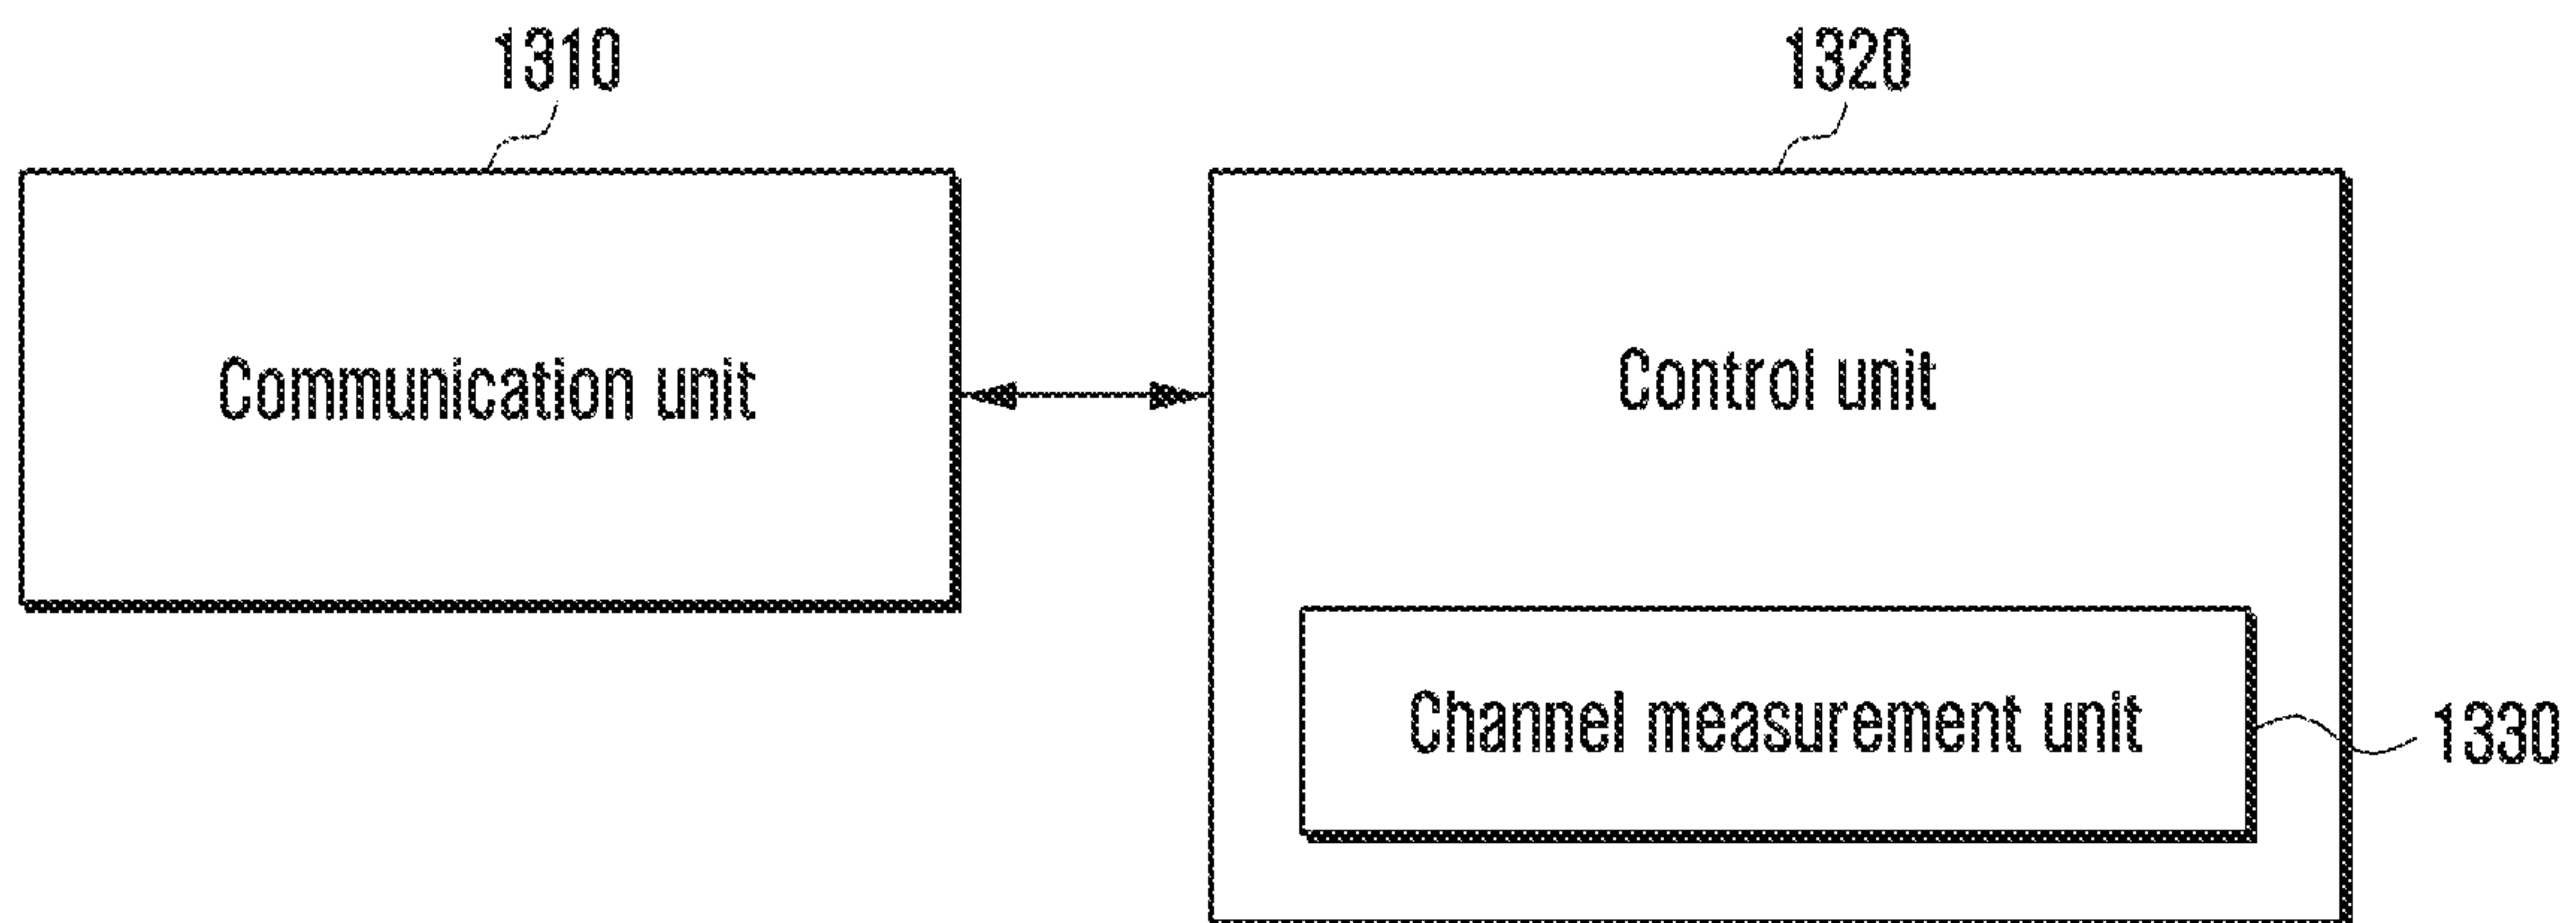 1310
1320
Communication unit
Control unit
Channel measurement unit
1330